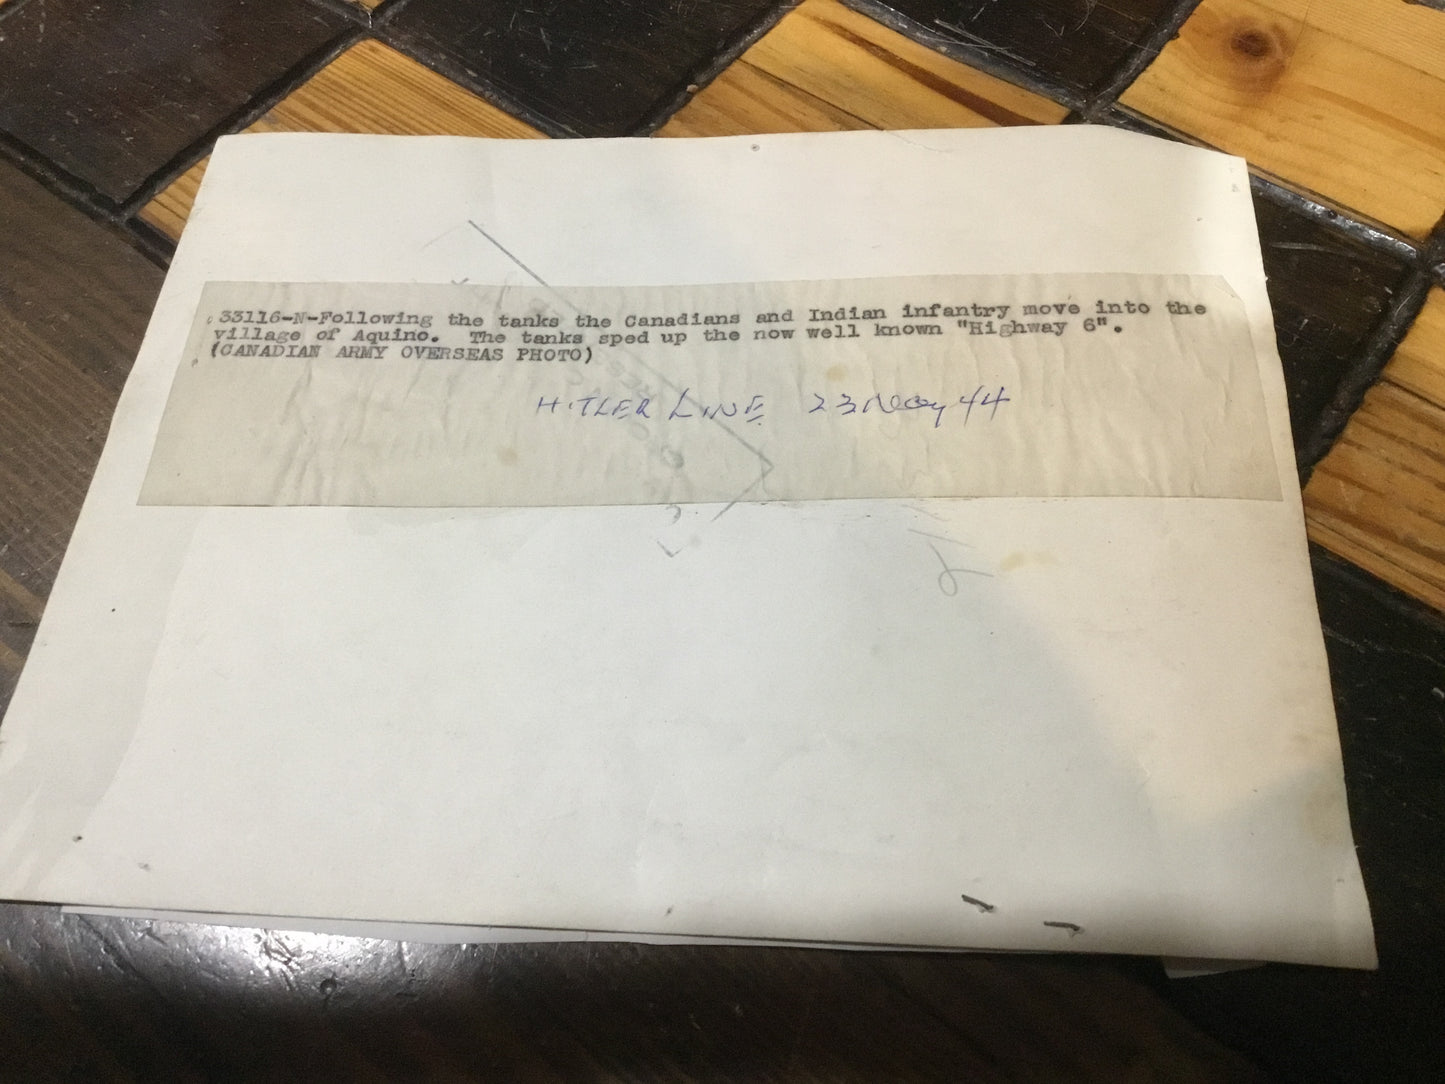 33116-N-Following the tanks the Canadians and Indian infantry move into the
village of Aquino. The tanks sped up the now well known "Highway 6".
(CANADIAN ARMY OVERSEAS PHOTO)
HITLER LINE 23 May 44